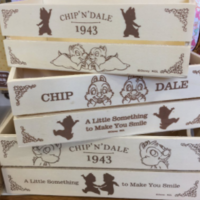 CHIP 'N' DALE
1943
CHIP DALE
A Little Something
to Make You Smile
CHIP 'N' DALE
1943
A Little Something
to Make You Smile